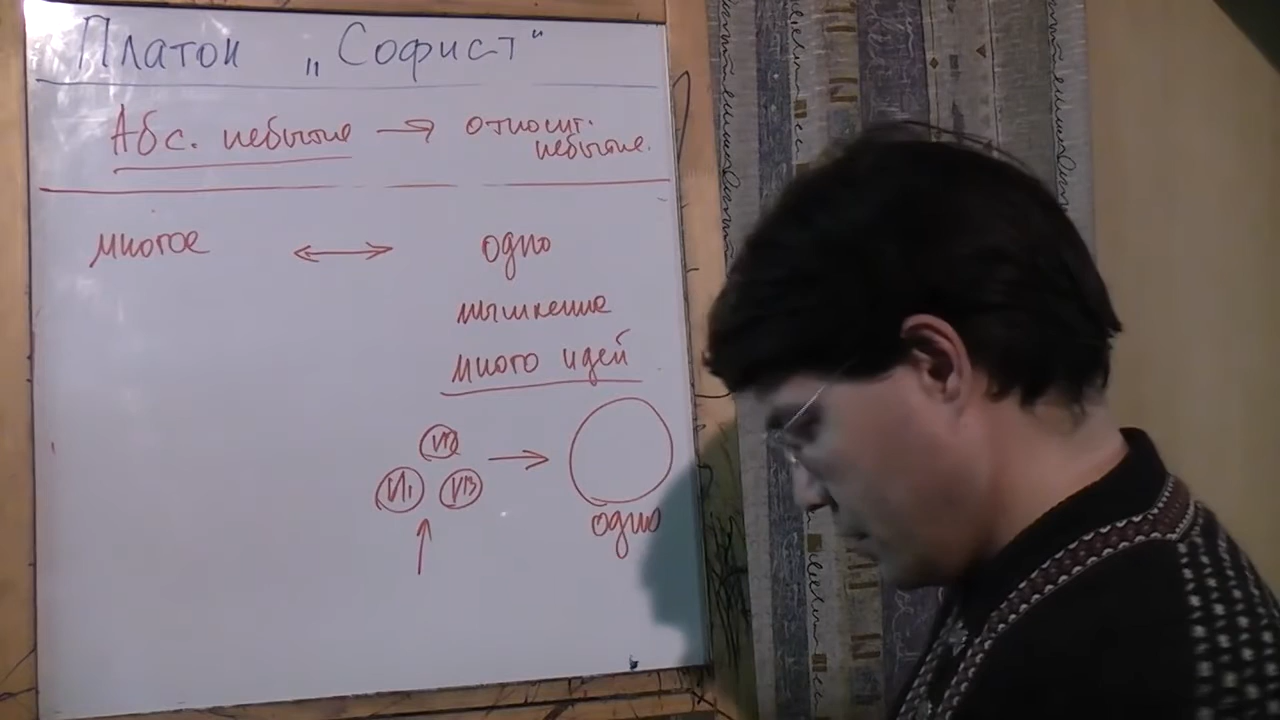 Платон „Софист“
Абс. небытие → относит.
небытие.
многое ↔ одно
мышление
много идей
И2
И1 И3 →
одно